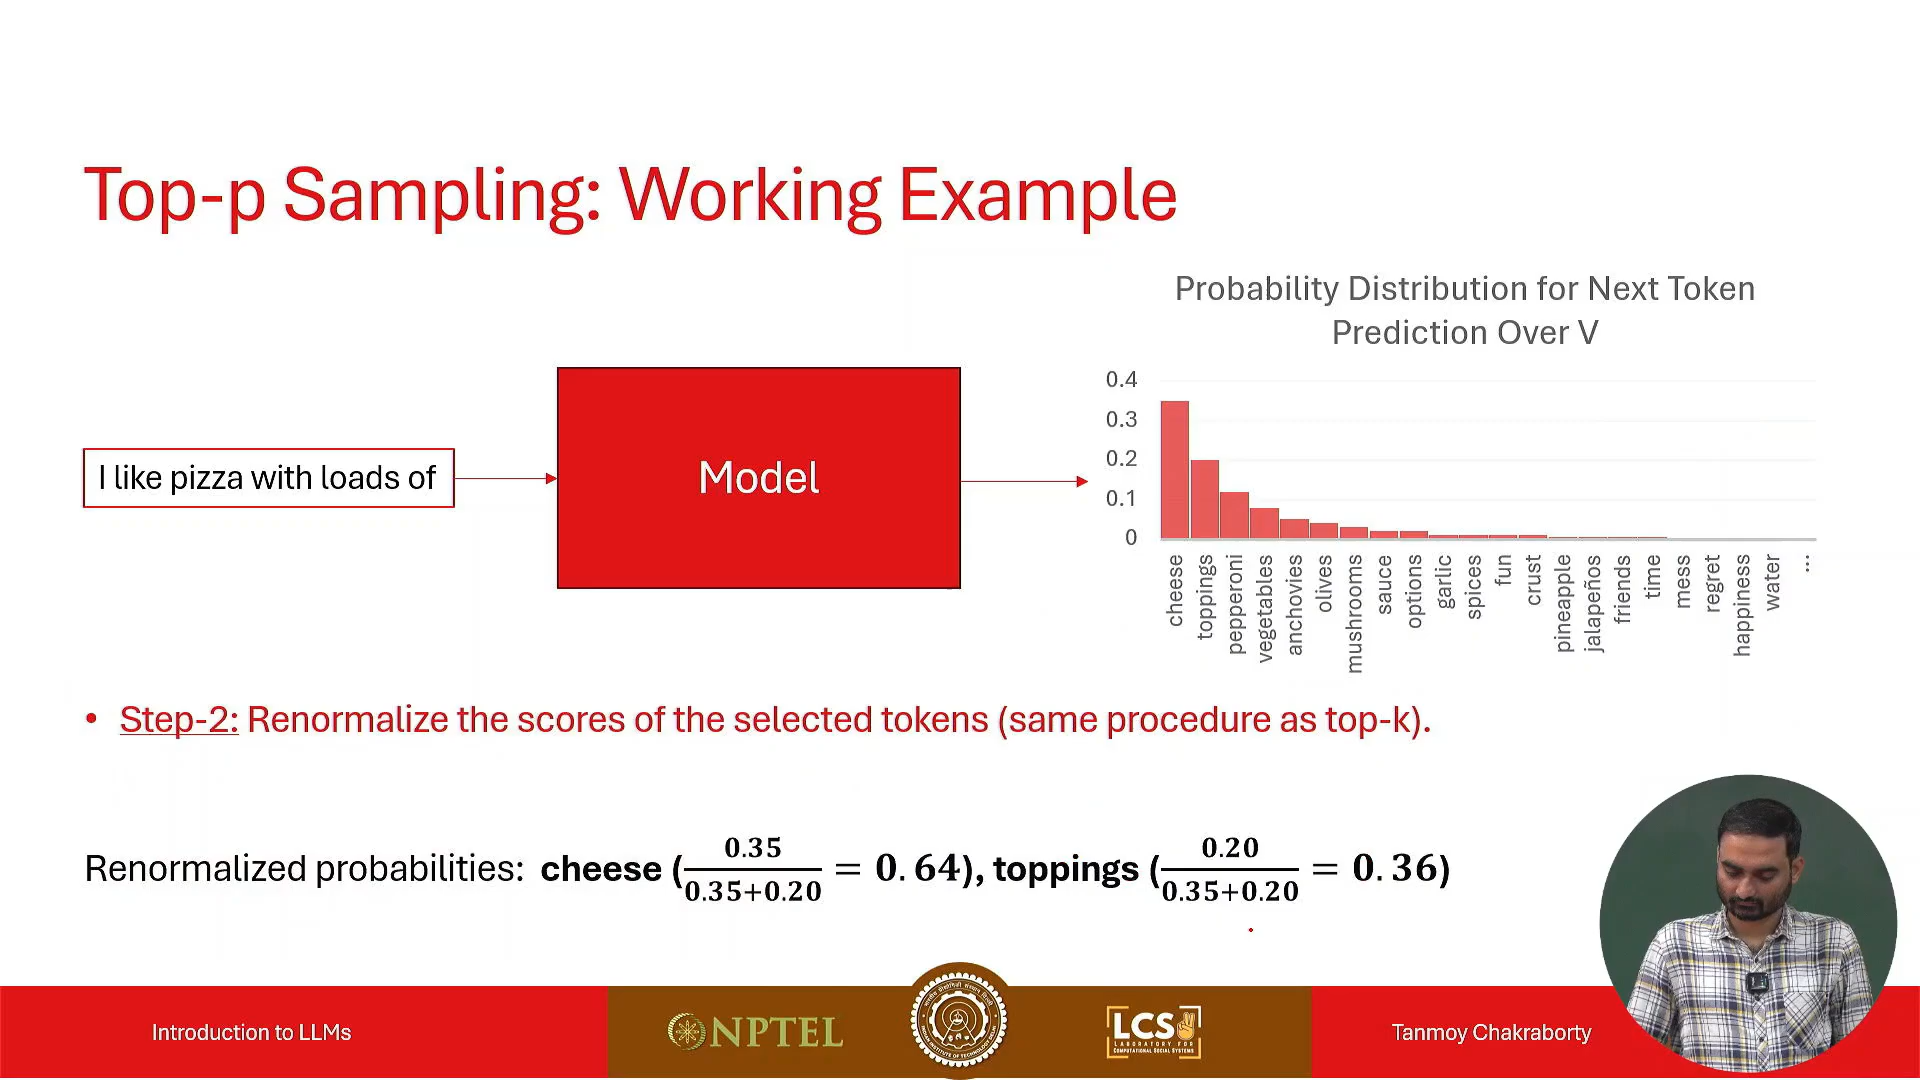 Top-p Sampling: Working Example
Probability Distribution for Next Token
Prediction Over V
I like pizza with loads of
Model
0.4
0.3
0.2
0.1
0
cheese
toppings
pepperoni
vegetables
anchovies
olives
mushrooms
sauce
options
garlic
spices
fun
crust
pineapple
jalapeños
friends
time
mess
regret
happiness
water
...
• Step-2: Renormalize the scores of the selected tokens (same procedure as top-k).
Renormalized probabilities: cheese (0.35/0.35+0.20 = 0.64), toppings (0.20/0.35+0.20 = 0.36)
Introduction to LLMs
NPTEL
LCS
LABORATORY FOR
COMPUTATIONAL SOCIAL SYSTEMS
Tanmoy Chakraborty